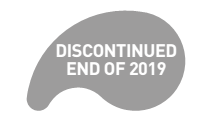 DISCONTINUED
END OF 2019